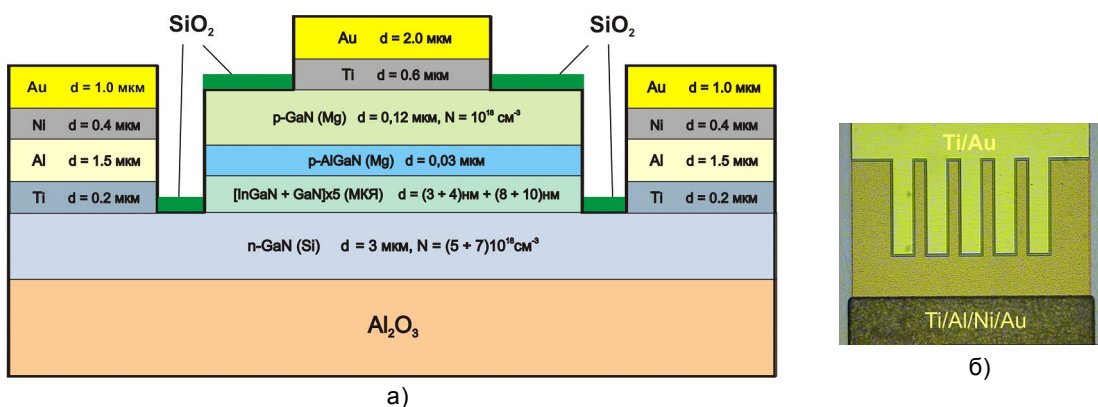 SiO₂
SiO₂
Au d = 2.0 мкм
Ti d = 0.6 мкм
Au d = 1.0 мкм
Ni d = 0.4 мкм
Al d = 1.5 мкм
Ti d = 0.2 мкм
p-GaN (Mg) d = 0,12 мкм, N = 10¹⁸ см⁻³
p-AlGaN (Mg) d = 0,03 мкм
[InGaN + GaN]x5 (МКЯ) d = (3 + 4)нм + (8 + 10)нм
Au d = 1.0 мкм
Ni d = 0.4 мкм
Al d = 1.5 мкм
Ti d = 0.2 мкм
n-GaN (Si) d = 3 мкм, N = (5 + 7)10¹⁸см⁻³
Al₂O₃
а)
Ti/Au
Ti/Al/Ni/Au
б)